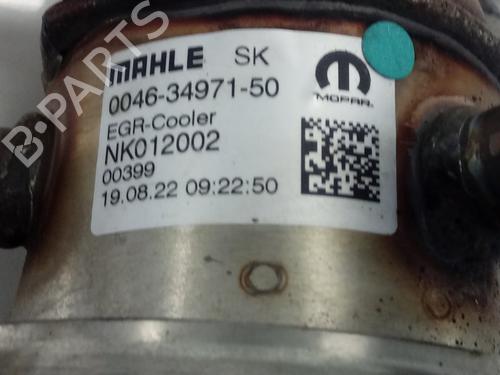 MAHLE SK
0046-34971-50
MOPAR
EGR-Cooler
NK012002
00399
19.08.22 09:22:50
B-PARTS